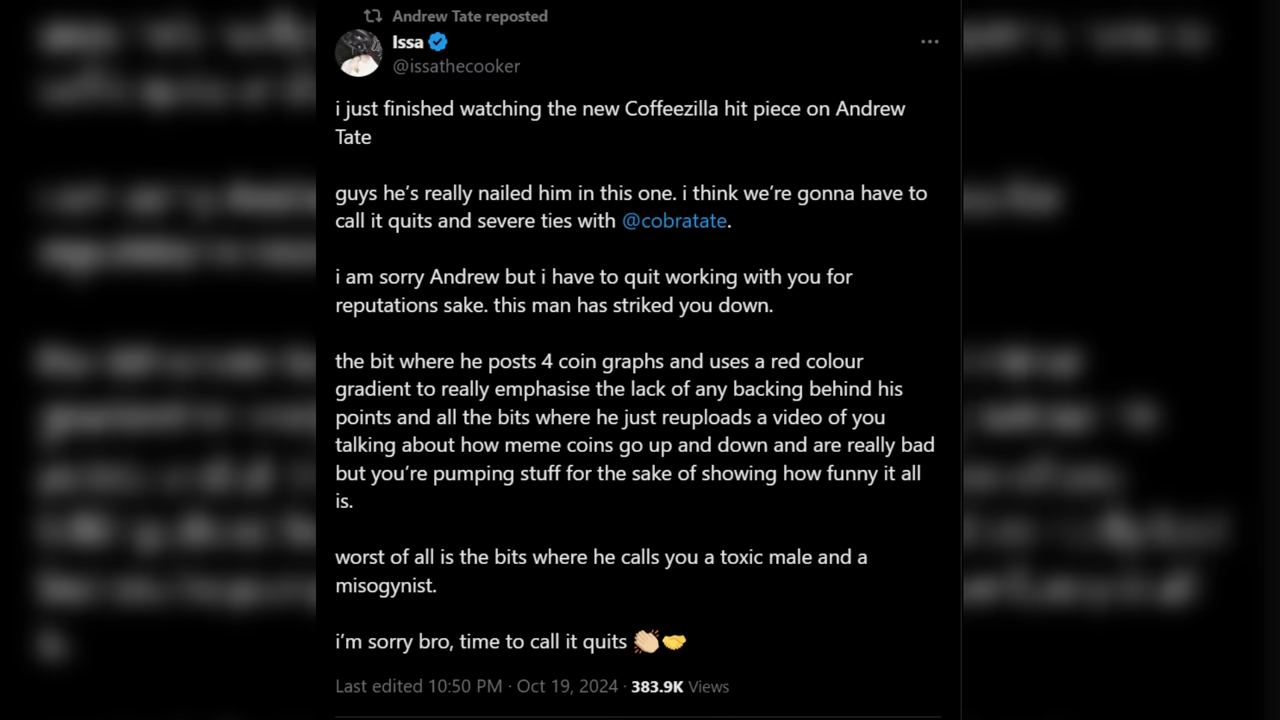 Andrew Tate reposted
Issa
@issathecooker
i just finished watching the new Coffeezilla hit piece on Andrew
Tate
guys he's really nailed him in this one. i think we're gonna have to
call it quits and severe ties with @cobratate.
i am sorry Andrew but i have to quit working with you for
reputations sake. this man has striked you down.
the bit where he posts 4 coin graphs and uses a red colour
gradient to really emphasise the lack of any backing behind his
points and all the bits where he just reuploads a video of you
talking about how meme coins go up and down and are really bad
but you're pumping stuff for the sake of showing how funny it all
is.
worst of all is the bits where he calls you a toxic male and a
misogynist.
i'm sorry bro, time to call it quits 👏🏻🤝
Last edited 10:50 PM · Oct 19, 2024 · 383.9K Views